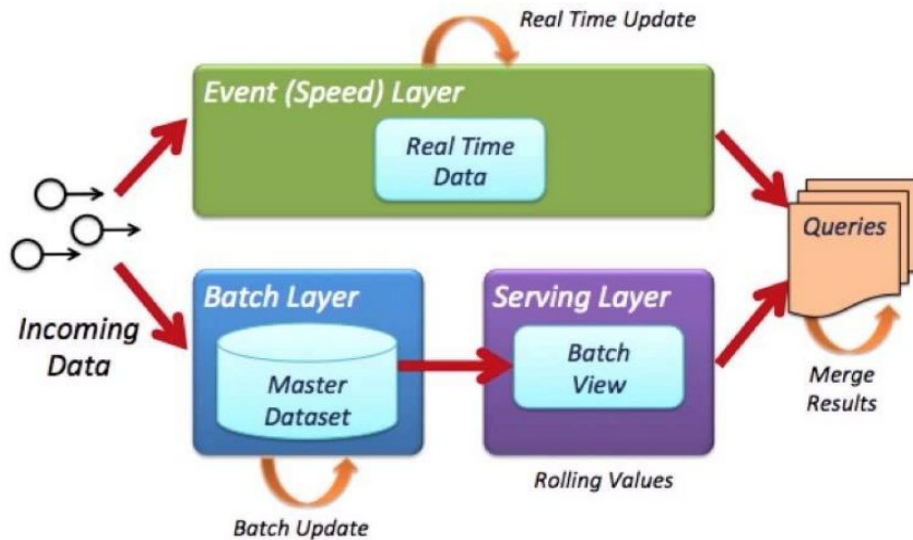 Real Time Update
Event (Speed) Layer
Real Time
Data
Queries
Incoming
Data
Batch Layer
Master
Dataset
Serving Layer
Batch
View
Merge
Results
Rolling Values
Batch Update